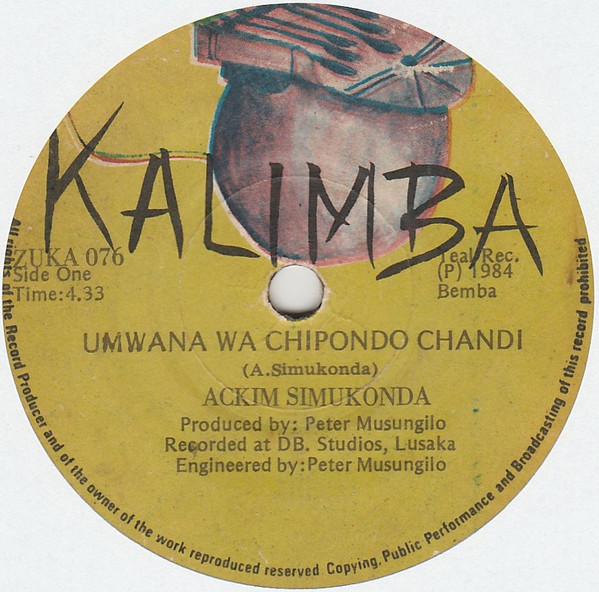 KALIMBA
ZUKA 076
Side One
Time:4.33
Teal Rec.
(P) 1984
Bemba
UMWANA WA CHIPONDO CHANDI
(A.Simukonda)
ACKIM SIMUKONDA
Produced by: Peter Musungilo
Recorded at DB. Studios, Lusaka
Engineered by:Peter Musungilo
All rights of the Record Producer and of the owner of the work reproduced reserved Copying, Public Performance and Broadcasting of this record prohibited